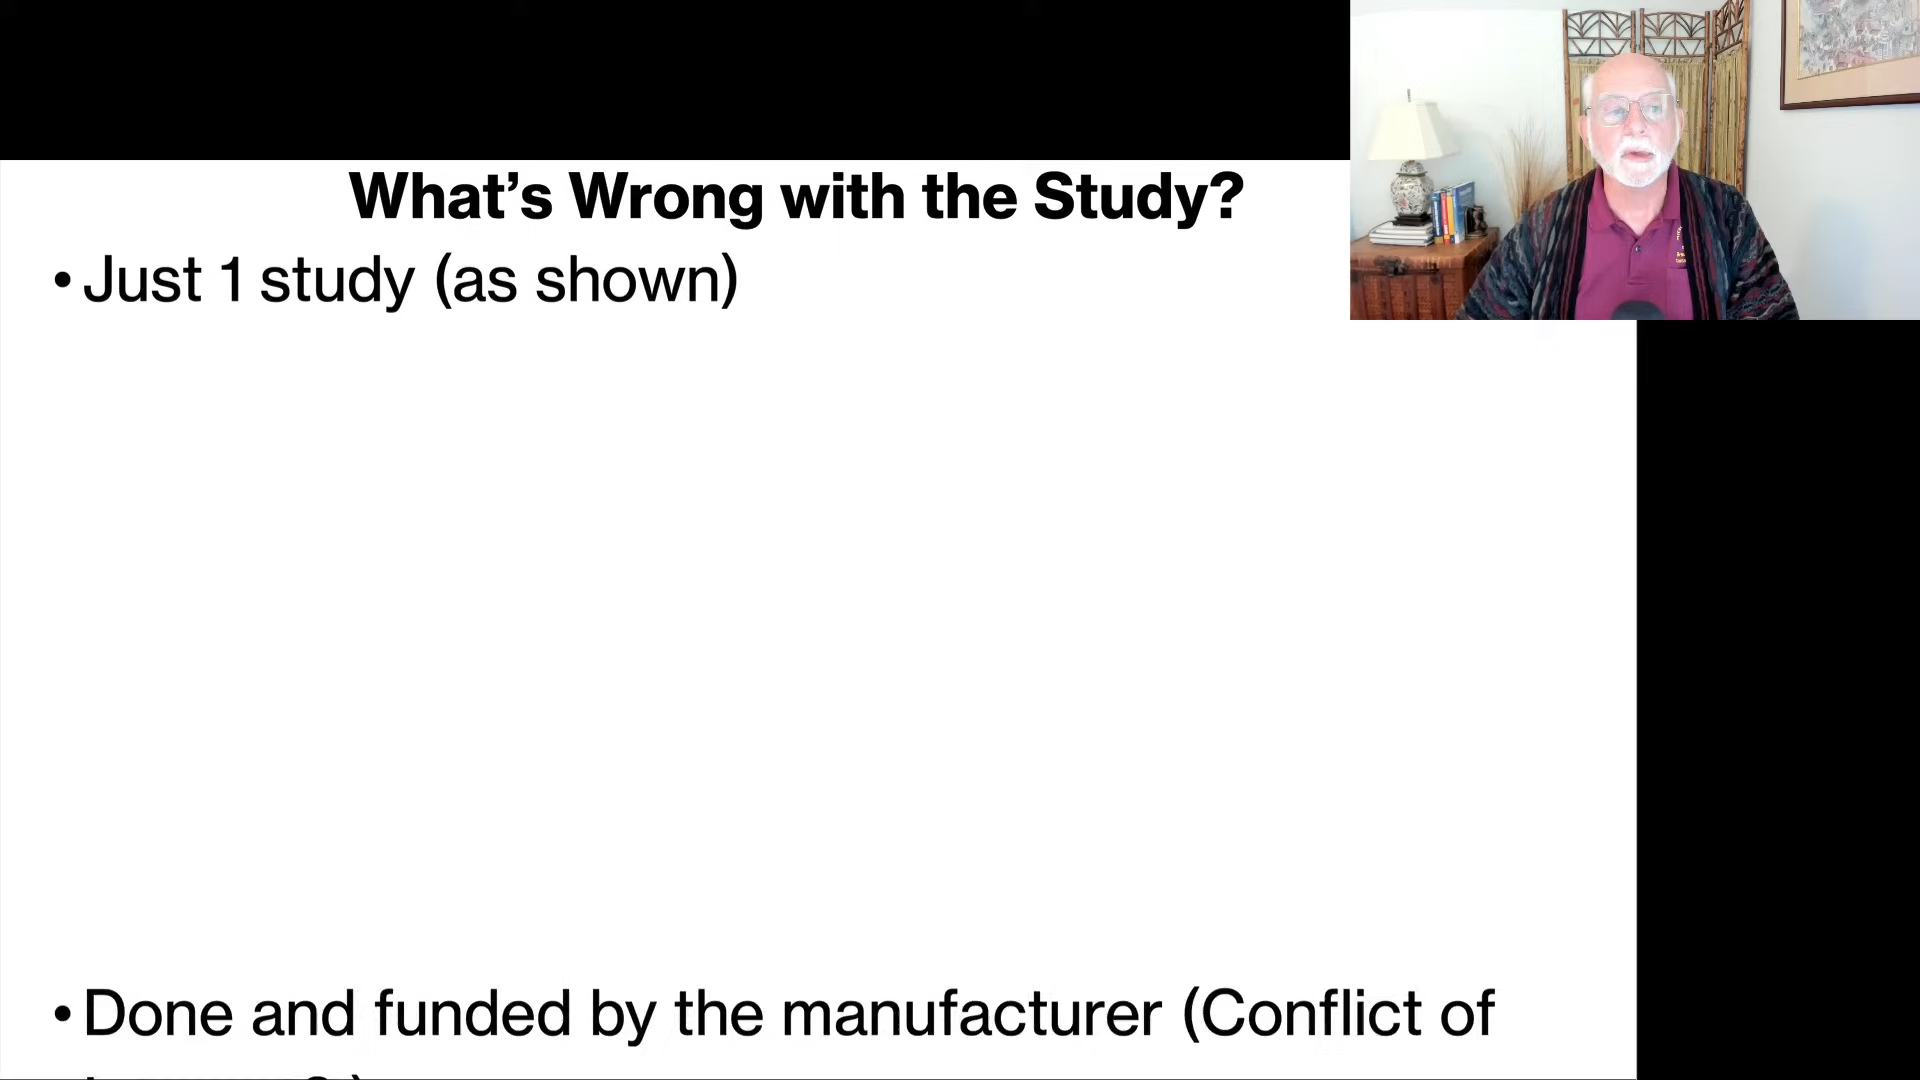 What’s Wrong with the Study?
• Just 1 study (as shown)
• Done and funded by the manufacturer (Conflict of